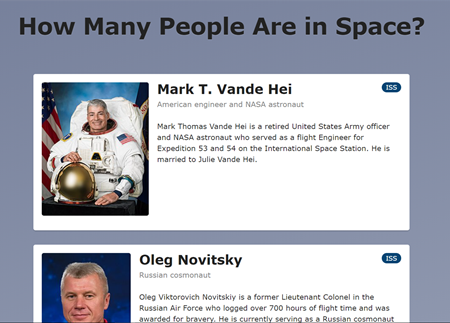 How Many People Are in Space?
Mark T. Vande Hei
ISS
American engineer and NASA astronaut
Mark Thomas Vande Hei is a retired United States Army officer
and NASA astronaut who served as a flight Engineer for
Expedition 53 and 54 on the International Space Station. He is
married to Julie Vande Hei.
Oleg Novitsky
ISS
Russian cosmonaut
Oleg Viktorovich Novitskiy is a former Lieutenant Colonel in the
Russian Air Force who logged over 700 hours of flight time and was
awarded for bravery. He is currently serving as a Russian cosmonaut